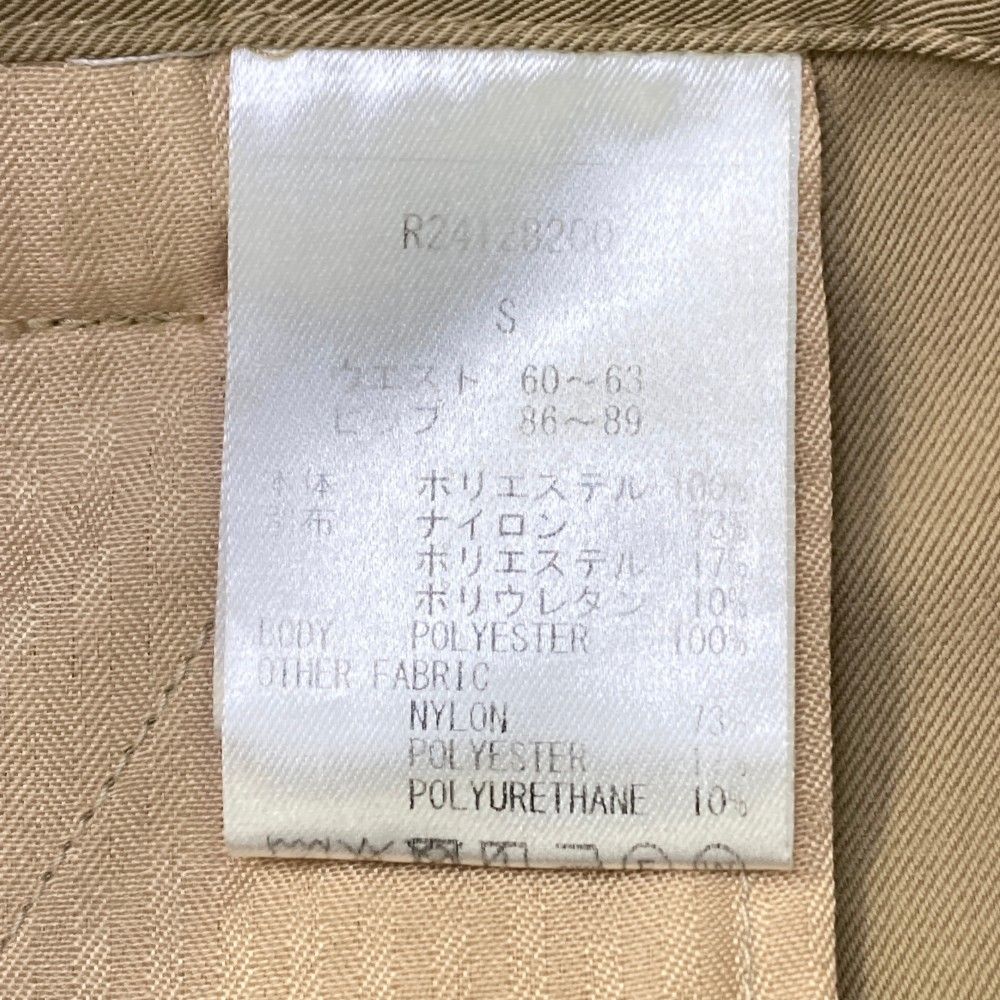 R24128200
S
ウエスト 60～63
ヒップ 86～89
本体 ポリエステル 100%
別布 ナイロン 73%
ポリエステル 17%
ポリウレタン 10%
BODY POLYESTER 100%
OTHER FABRIC
NYLON 73%
POLYESTER 17%
POLYURETHANE 10%